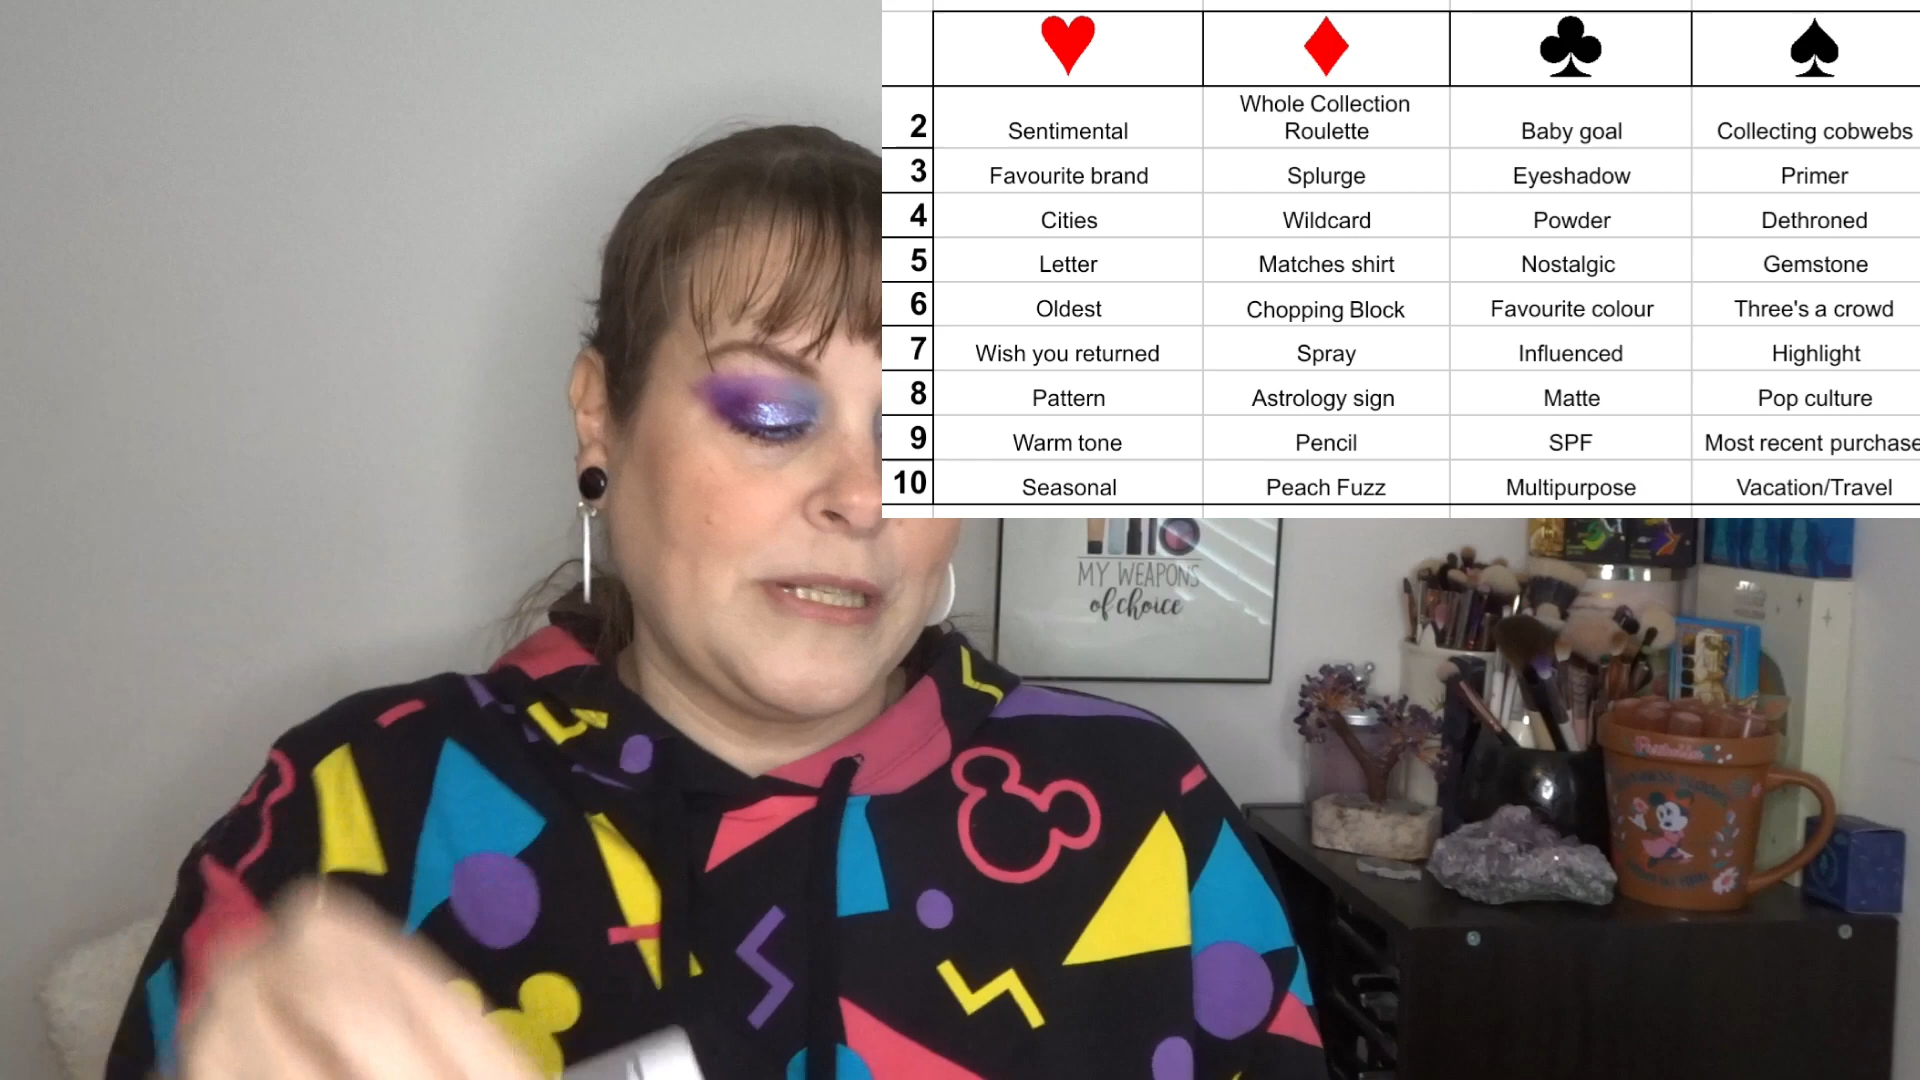 ♥ ♦ ♣ ♠
2 Sentimental Whole Collection Roulette Baby goal Collecting cobwebs
3 Favourite brand Splurge Eyeshadow Primer
4 Cities Wildcard Powder Dethroned
5 Letter Matches shirt Nostalgic Gemstone
6 Oldest Chopping Block Favourite colour Three's a crowd
7 Wish you returned Spray Influenced Highlight
8 Pattern Astrology sign Matte Pop culture
9 Warm tone Pencil SPF Most recent purchase
10 Seasonal Peach Fuzz Multipurpose Vacation/Travel
MY WEAPONS
of choice